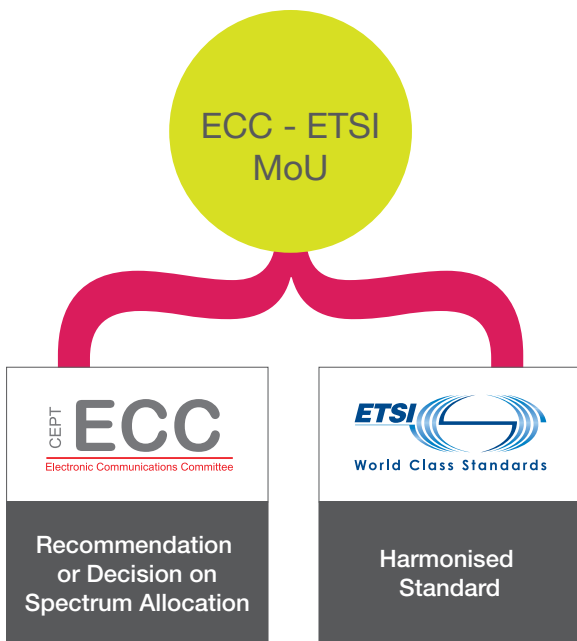 ECC - ETSI
MoU
CEPT
ECC
Electronic Communications Committee
Recommendation
or Decision on
Spectrum Allocation
ETSI
World Class Standards
Harmonised
Standard